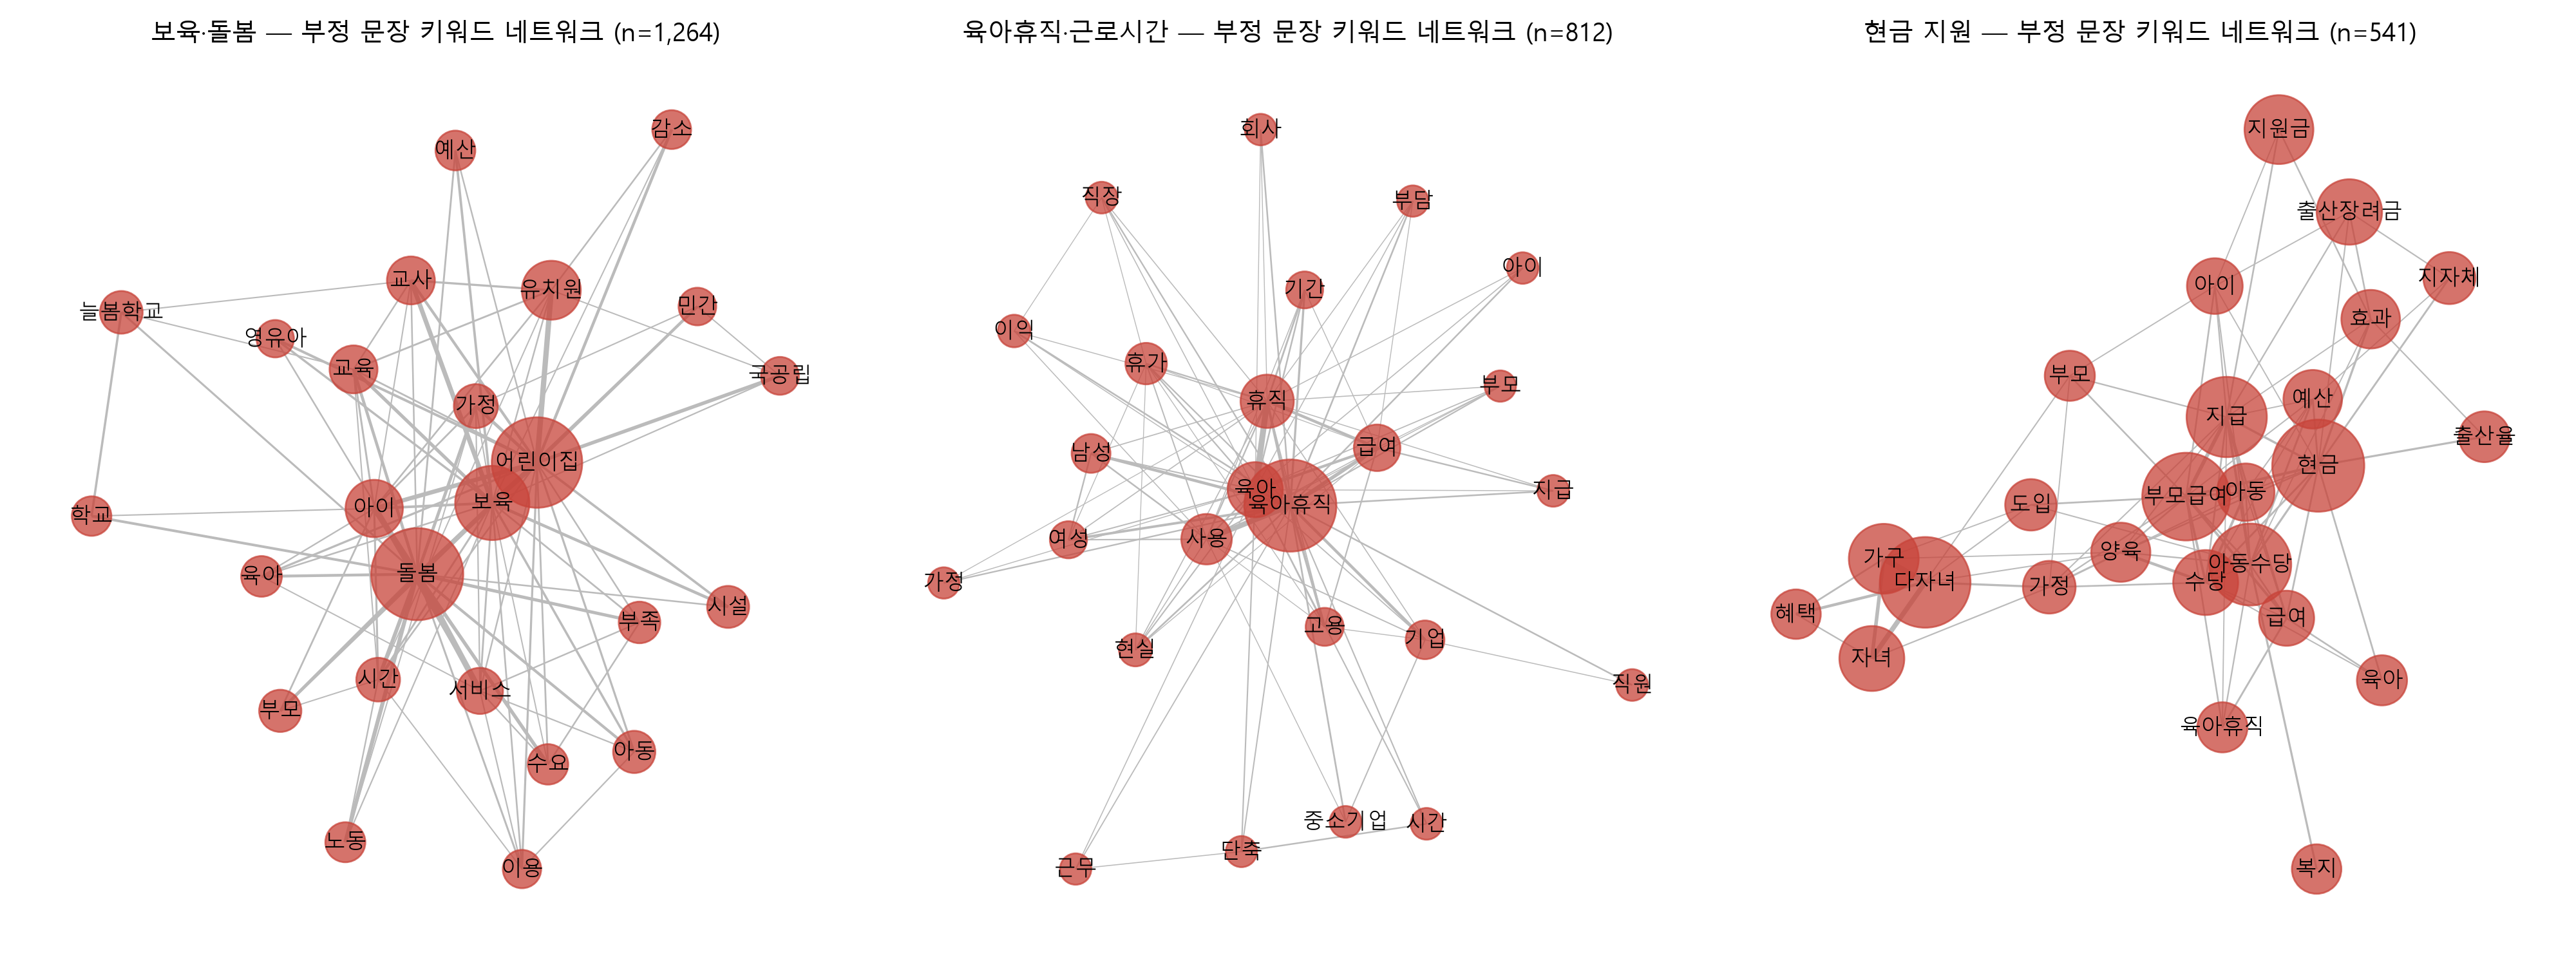 보육·돌봄 — 부정 문장 키워드 네트워크 (n=1,264)
감소
예산
교사
유치원
민간
늘봄학교
영유아
교육
국공립
가정
어린이집
보육
아이
학교
돌봄
육아
시설
부족
시간
서비스
부모
아동
수요
노동
이용
육아휴직·근로시간 — 부정 문장 키워드 네트워크 (n=812)
회사
직장
부담
아이
기간
이익
휴가
부모
휴직
급여
남성
육아
지급
육아휴직
여성
사용
가정
고용
기업
현실
직원
중소기업
시간
단축
근무
현금 지원 — 부정 문장 키워드 네트워크 (n=541)
지원금
출산장려금
지자체
아이
효과
부모
예산
지급
출산율
현금
부모급여
아동
도입
양육
가구
아동수당
다자녀
가정
수당
혜택
급여
자녀
육아
육아휴직
복지